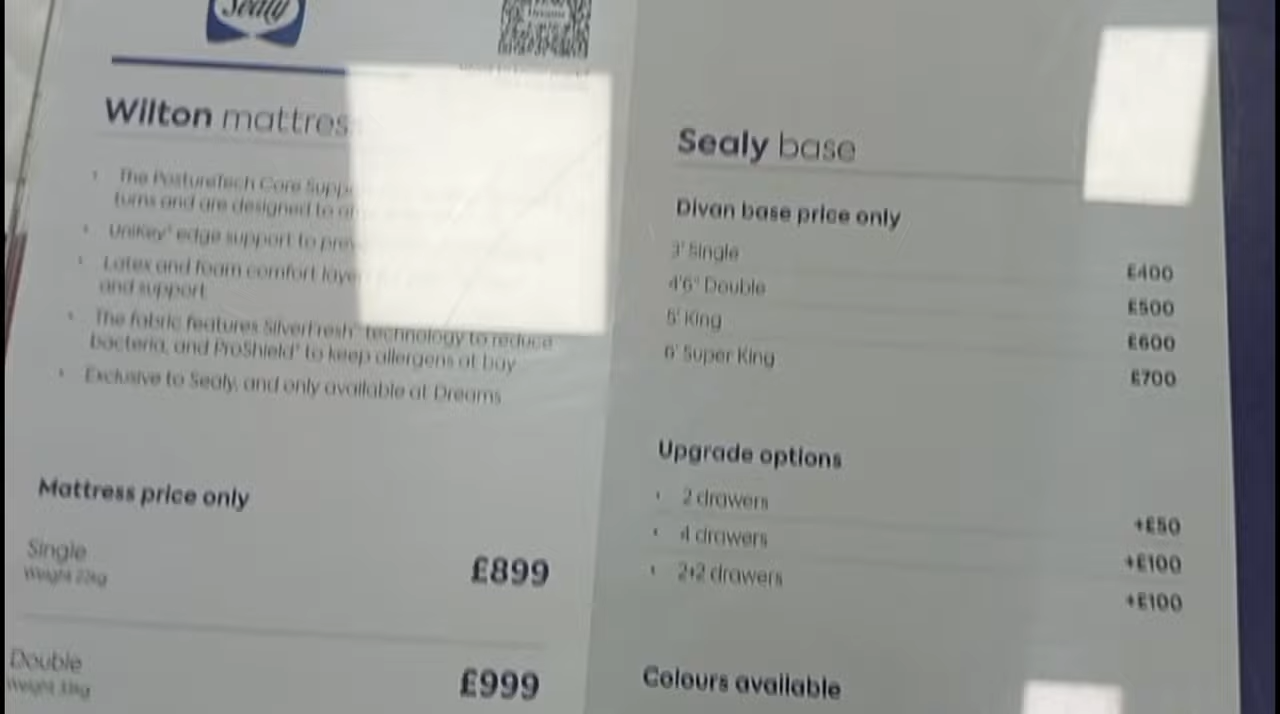 Sealy
Wilton mattres
The PostureTech Core Supp
turns and are designed to
UniKey® edge support to prev
Latex and foam comfort laye
and support
The fabric features SilverFresh® technology to reduce
bacteria, and ProShield® to keep allergens at bay
Exclusive to Sealy, and only available at Dreams
Mattress price only
Single £899
Weight 22kg
Double £999
Weight
Sealy base
Divan base price only
3' Single £400
4'6" Double £500
5' King £600
6' Super King £700
Upgrade options
2 drawers +£50
4 drawers +£100
2+2 drawers +£100
Colours available